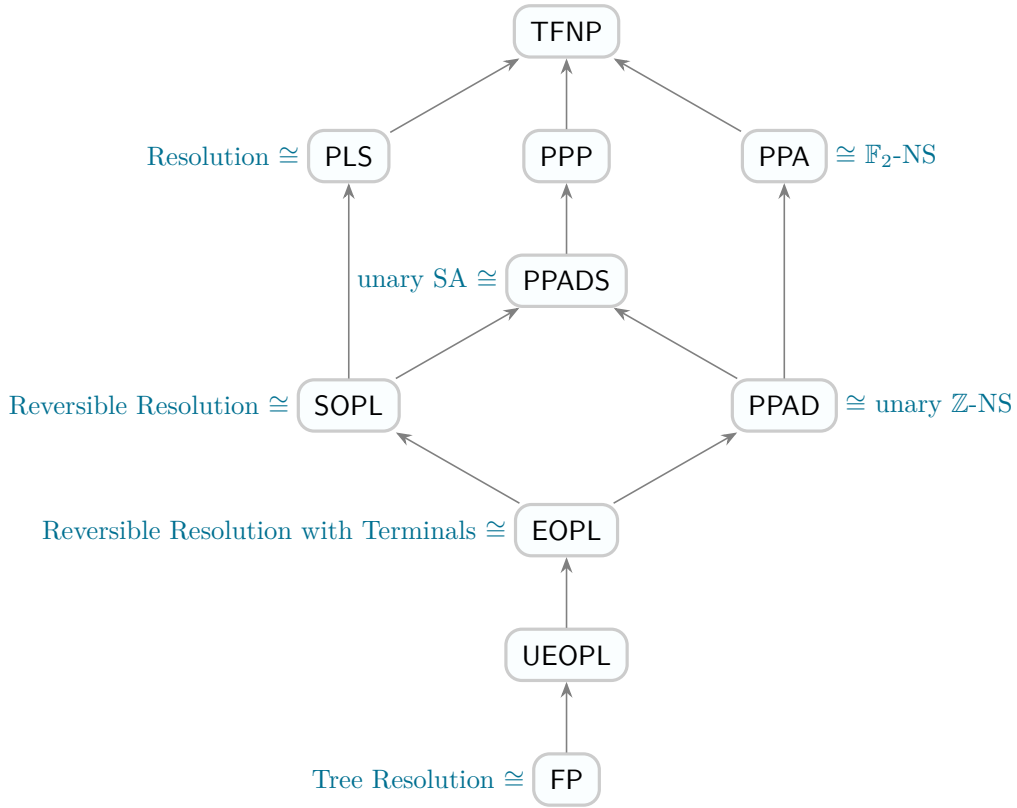 TFNP
Resolution ≅ PLS PPP PPA ≅ 𝔽₂-NS
unary SA ≅ PPADS
Reversible Resolution ≅ SOPL PPAD ≅ unary ℤ-NS
Reversible Resolution with Terminals ≅ EOPL
UEOPL
Tree Resolution ≅ FP